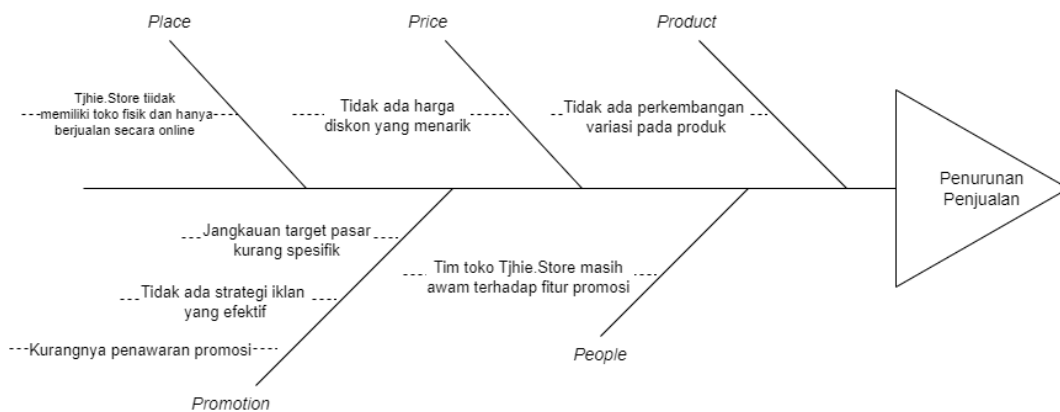 Place
Price
Product
Tjhie.Store tiidak
memiliki toko fisik dan hanya
berjualan secara online
Tidak ada harga
diskon yang menarik
Tidak ada perkembangan
variasi pada produk
Penurunan
Penjualan
Jangkauan target pasar
kurang spesifik
Tidak ada strategi iklan
yang efektif
Kurangnya penawaran promosi
Tim toko Tjhie.Store masih
awam terhadap fitur promosi
People
Promotion